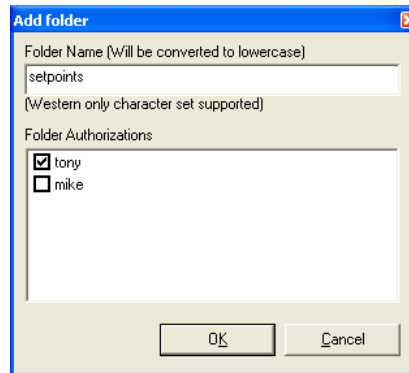 Add folder
Folder Name (Will be converted to lowercase)
setpoints
(Western only character set supported)
Folder Authorizations
tony
mike
OK
Cancel